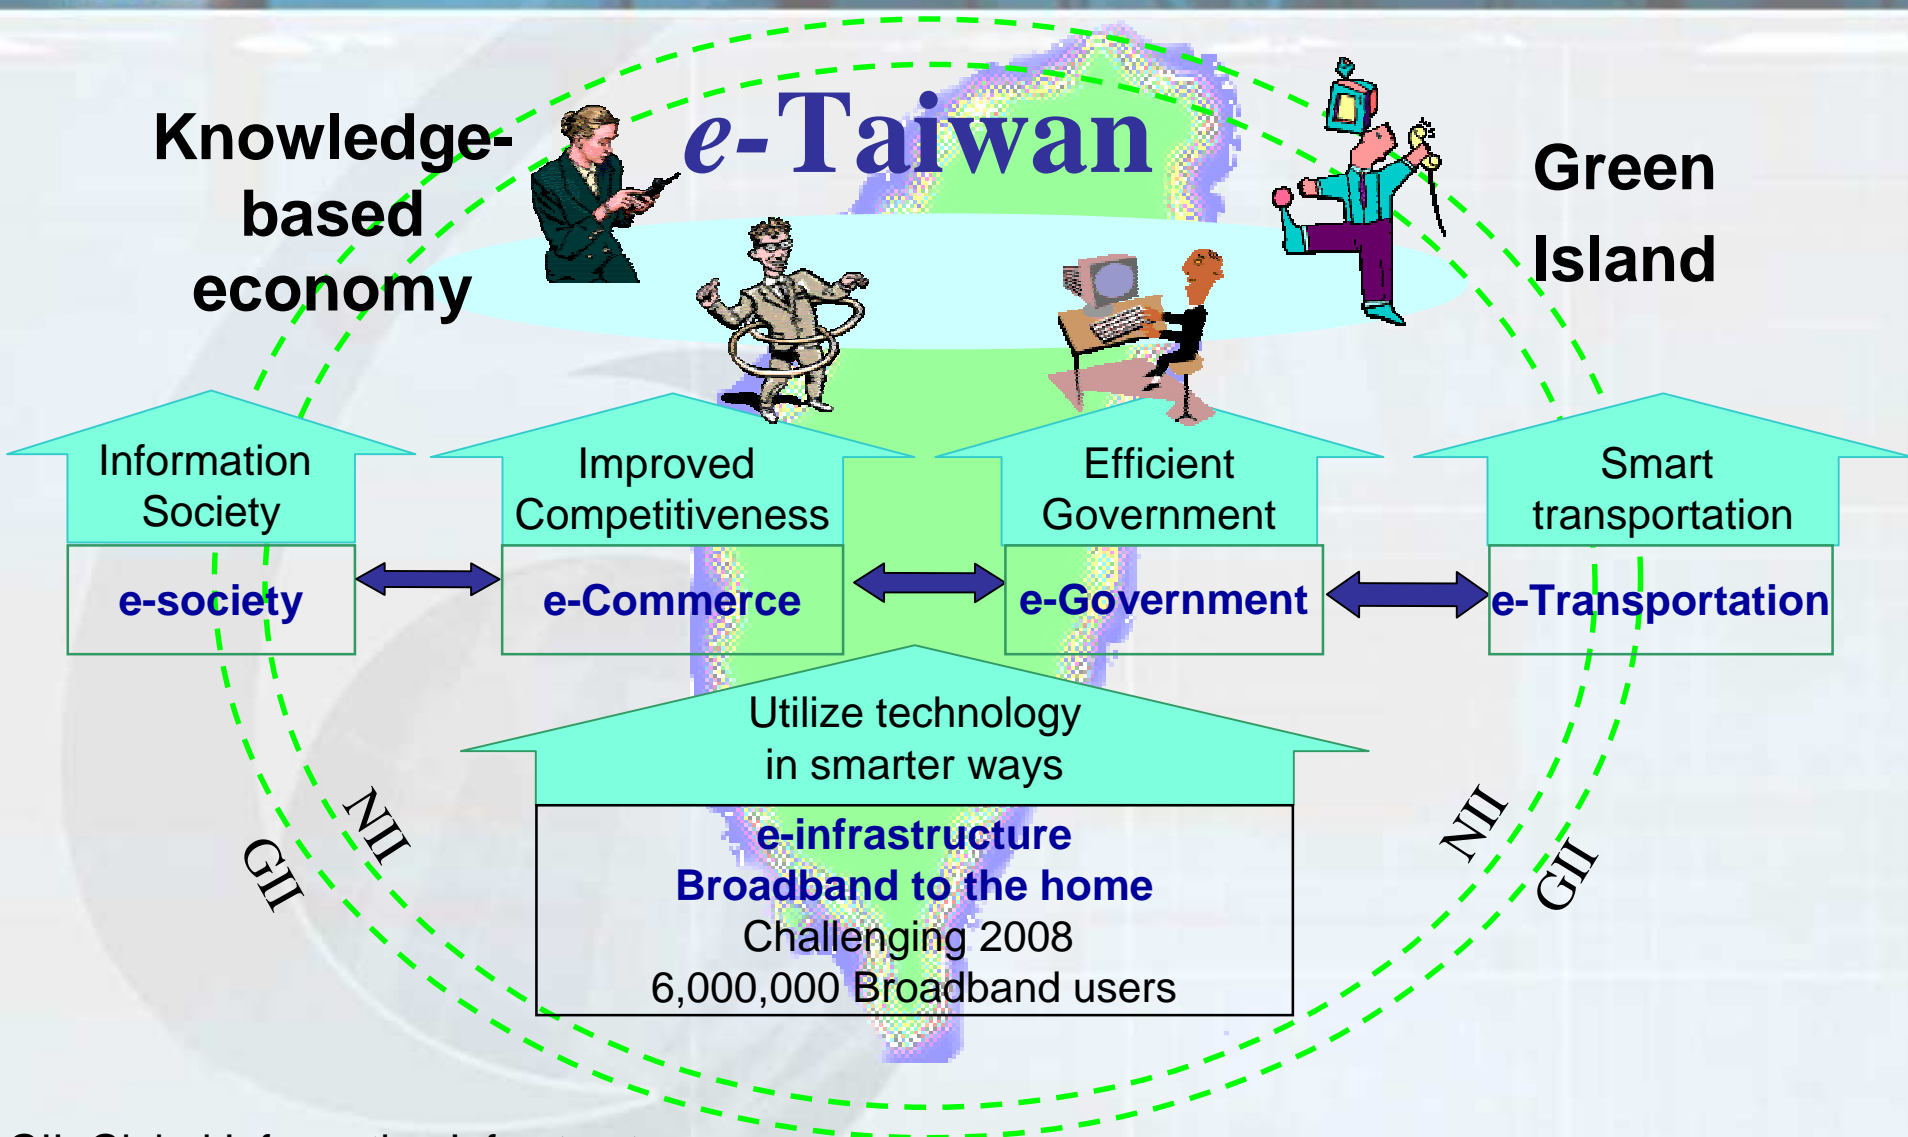 e-Taiwan
Knowledge-
based
economy
Green
Island
Information
Society
Improved
Competitiveness
Efficient
Government
Smart
transportation
e-society
e-Commerce
e-Government
e-Transportation
Utilize technology
in smarter ways
e-infrastructure
Broadband to the home
Challenging 2008
6,000,000 Broadband users
NII
GII
NII
GII